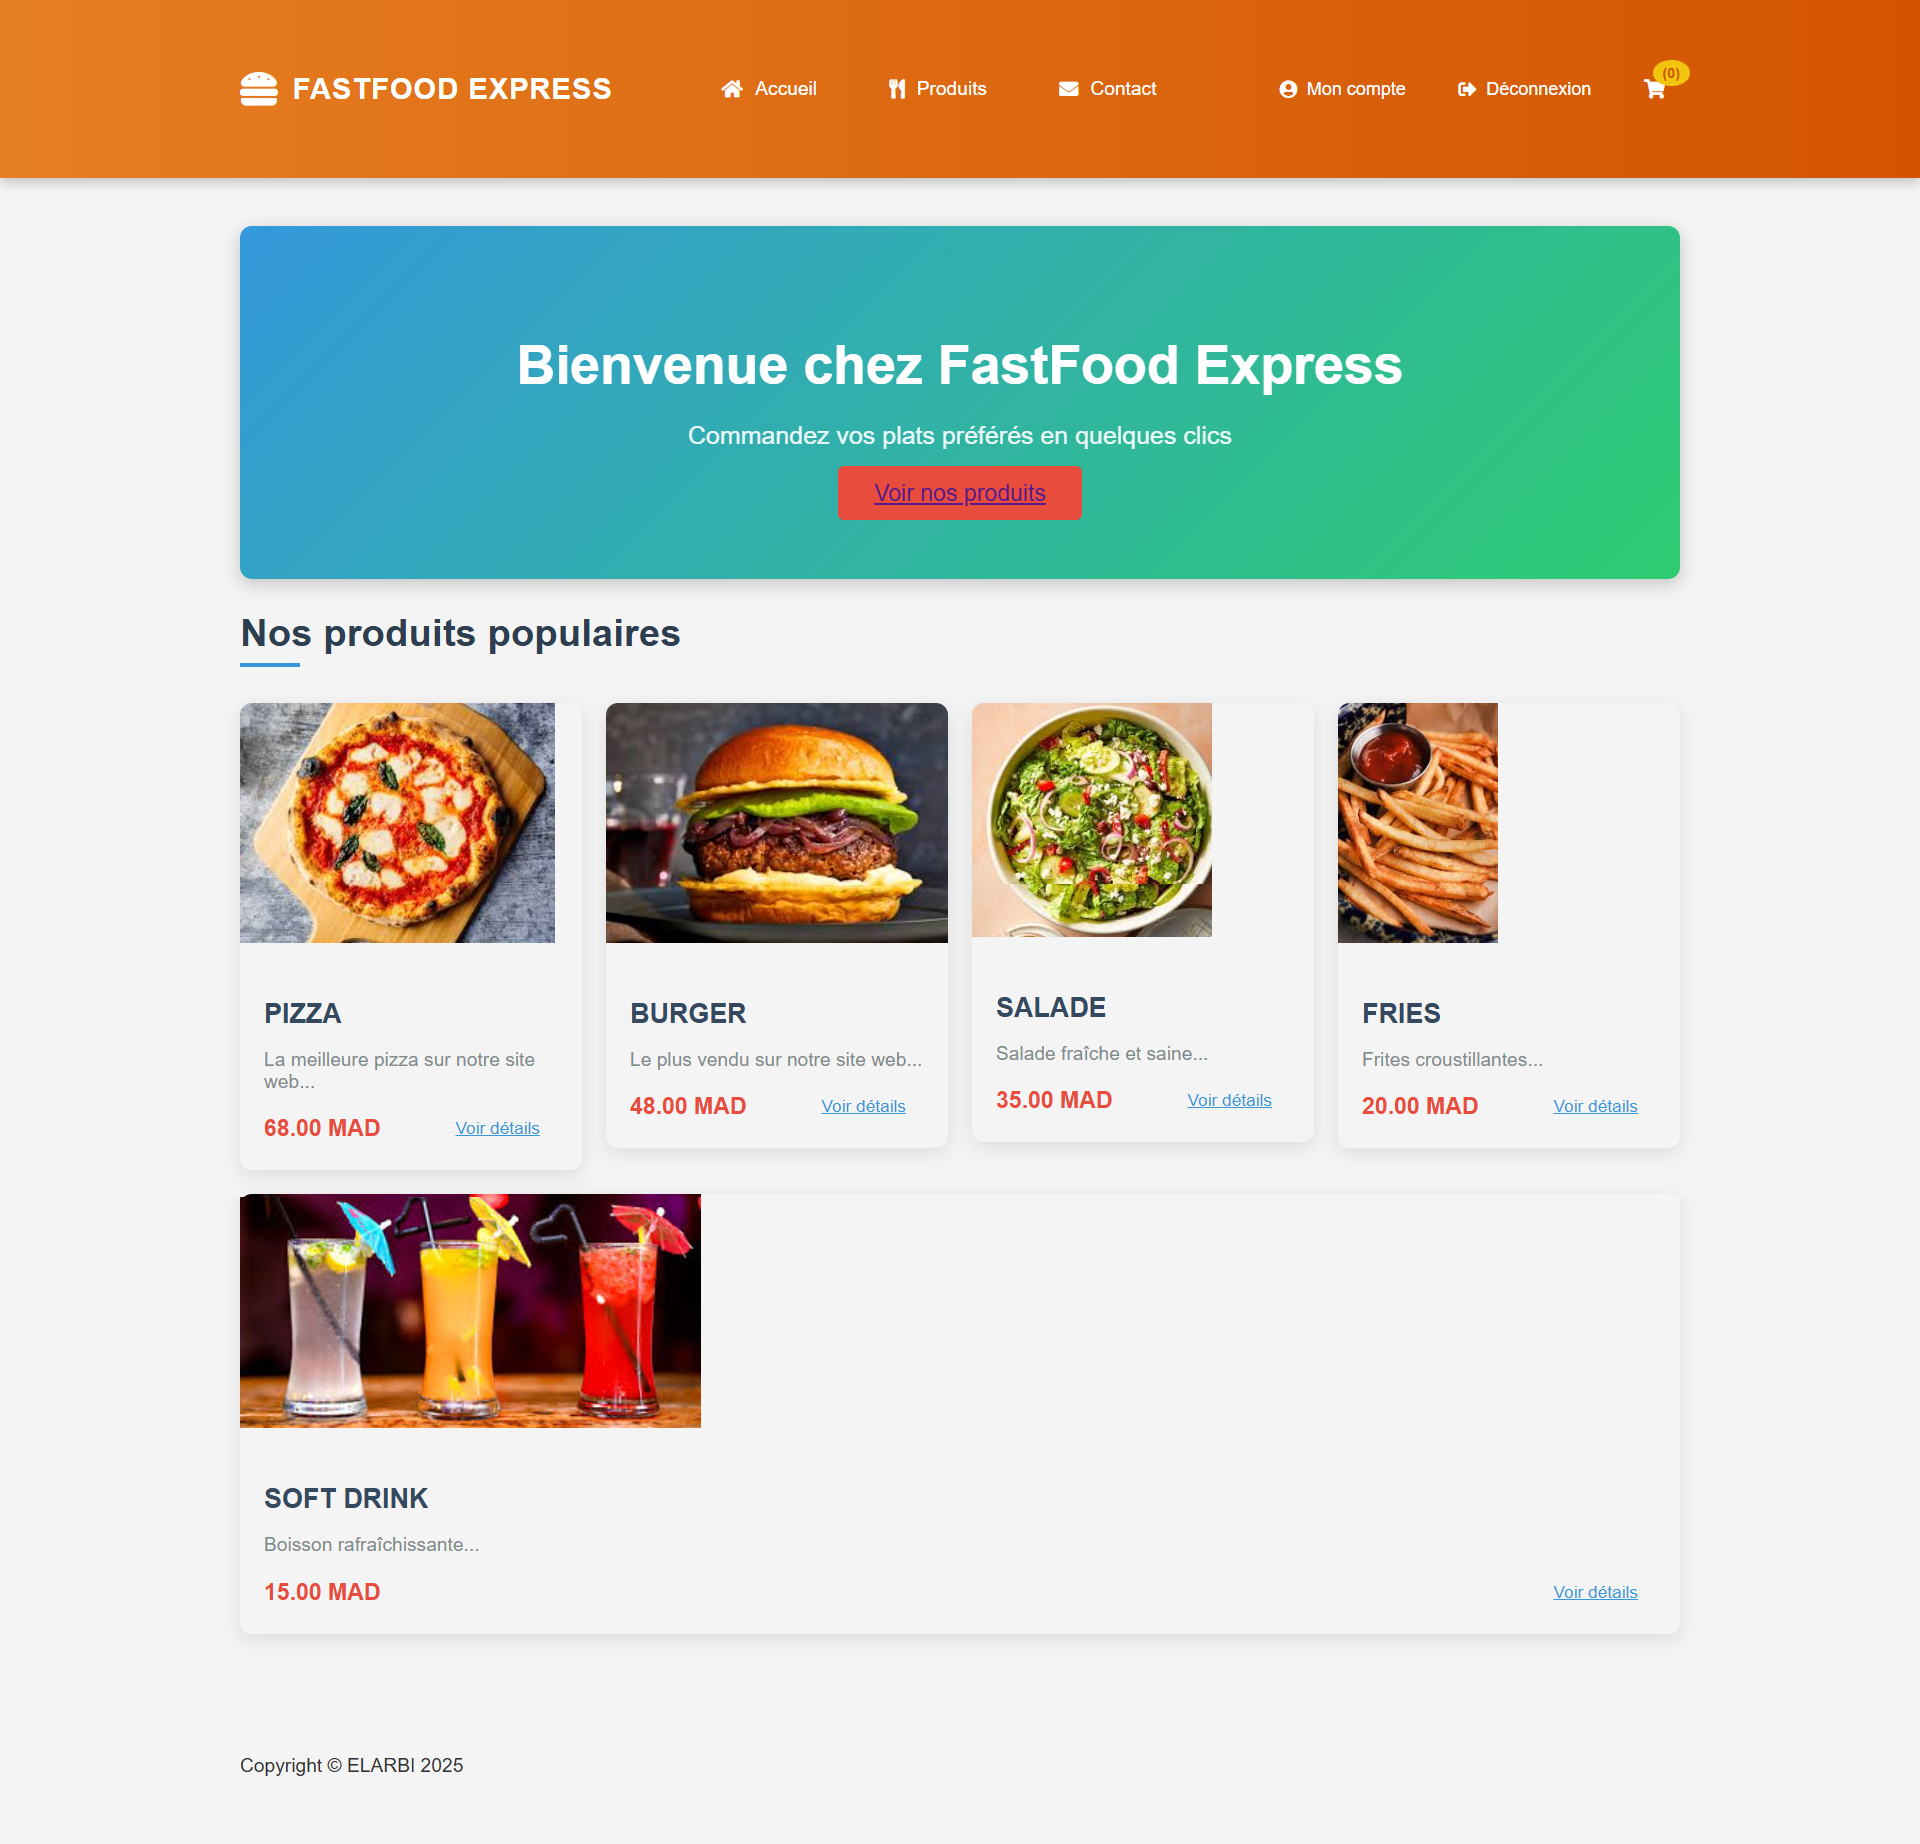 FASTFOOD EXPRESS
Accueil
Produits
Contact
Mon compte
Déconnexion
(0)
Bienvenue chez FastFood Express
Commandez vos plats préférés en quelques clics
Voir nos produits
Nos produits populaires
PIZZA
La meilleure pizza sur notre site
web...
68.00 MAD
Voir détails
BURGER
Le plus vendu sur notre site web...
48.00 MAD
Voir détails
SALADE
Salade fraîche et saine...
35.00 MAD
Voir détails
FRIES
Frites croustillantes...
20.00 MAD
Voir détails
SOFT DRINK
Boisson rafraîchissante...
15.00 MAD
Voir détails
Copyright © ELARBI 2025